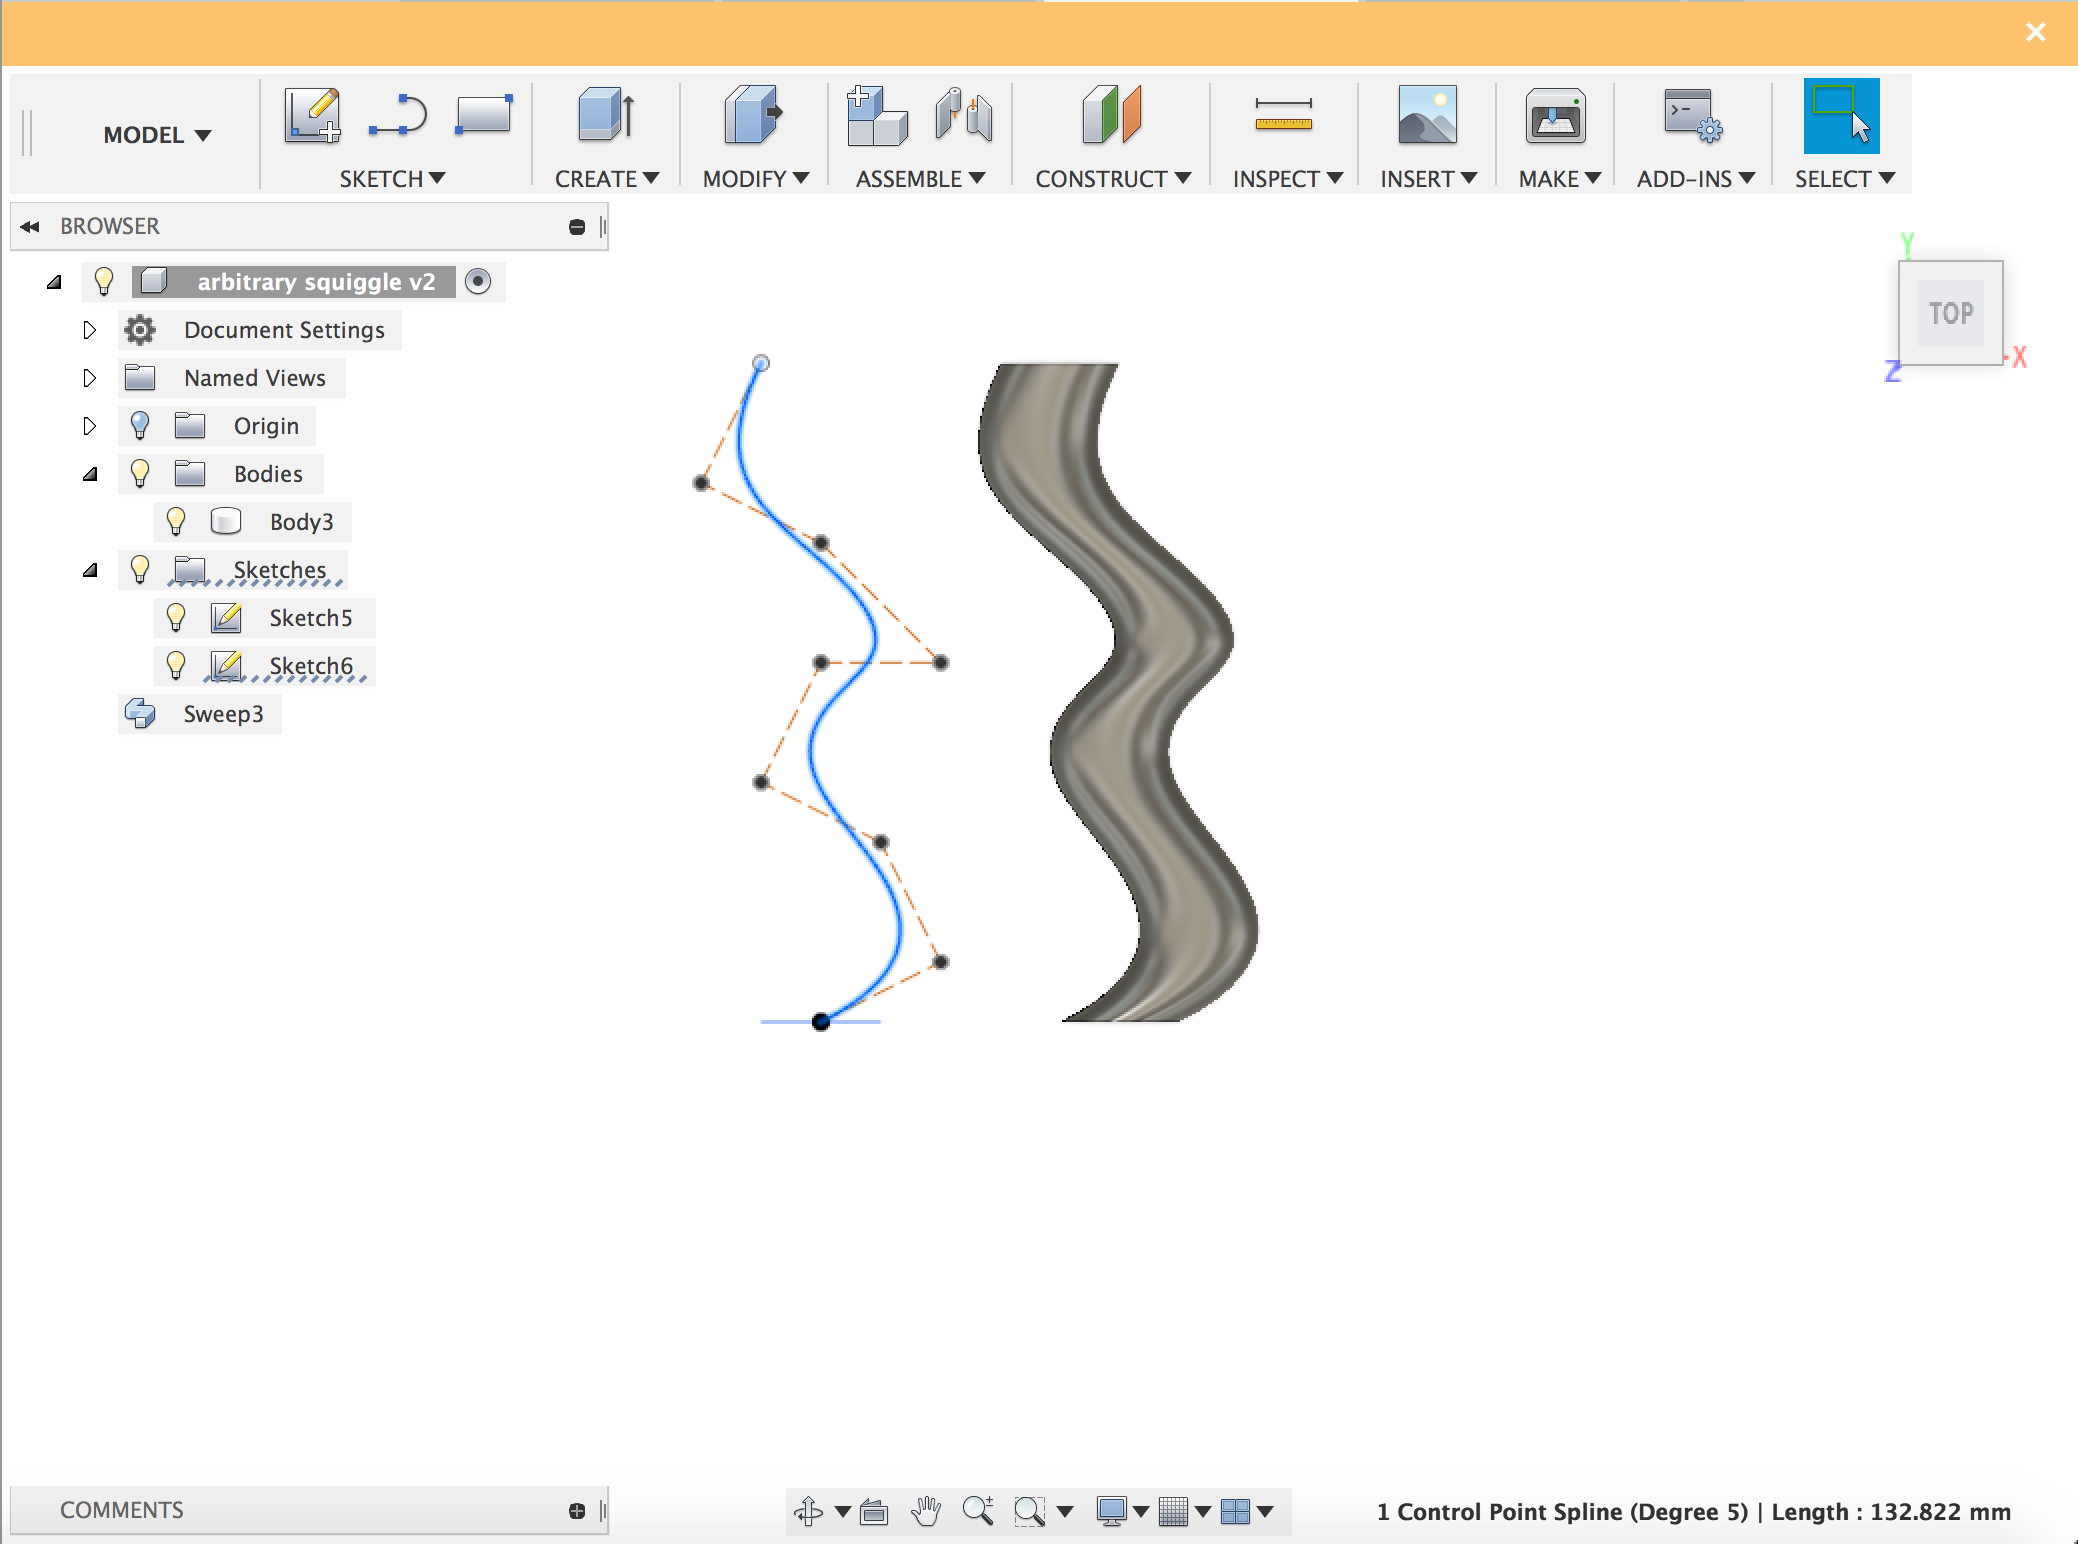 MODEL
SKETCH
CREATE
MODIFY
ASSEMBLE
CONSTRUCT
INSPECT
INSERT
MAKE
ADD-INS
SELECT
BROWSER
arbitrary squiggle v2
Document Settings
Named Views
Origin
Bodies
Body3
Sketches
Sketch5
Sketch6
Sweep3
Y
TOP
X
Z
COMMENTS
1 Control Point Spline (Degree 5) | Length : 132.822 mm